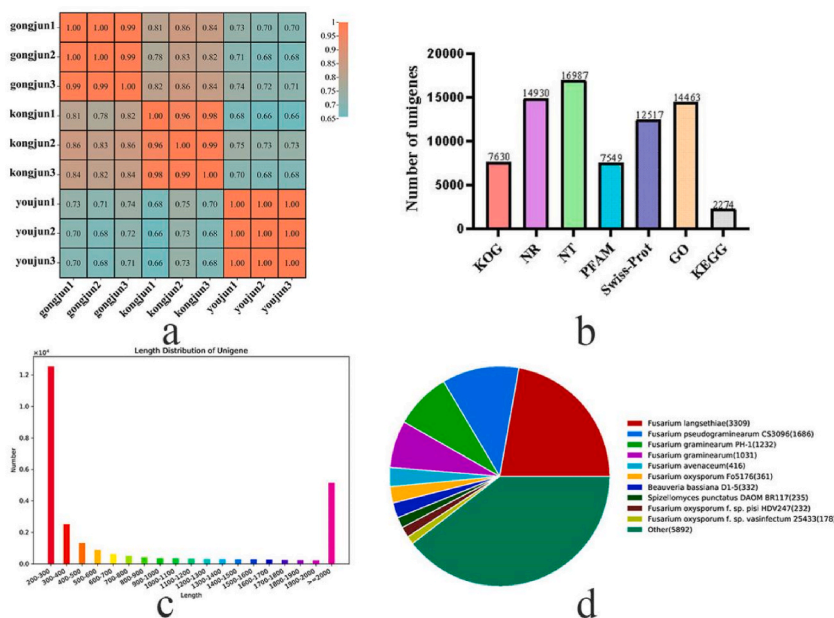 gongjun1 1.00 1.00 0.99 0.81 0.86 0.84 0.73 0.70 0.70
gongjun2 1.00 1.00 0.99 0.78 0.83 0.82 0.71 0.68 0.68
gongjun3 0.99 0.99 1.00 0.82 0.86 0.84 0.74 0.72 0.71
kongjun1 0.81 0.78 0.82 1.00 0.96 0.98 0.68 0.66 0.66
kongjun2 0.86 0.83 0.86 0.96 1.00 0.99 0.75 0.73 0.73
kongjun3 0.84 0.82 0.84 0.98 0.99 1.00 0.70 0.68 0.68
youjun1 0.73 0.71 0.74 0.68 0.75 0.70 1.00 1.00 1.00
youjun2 0.70 0.68 0.72 0.66 0.73 0.68 1.00 1.00 1.00
youjun3 0.70 0.68 0.71 0.66 0.73 0.68 1.00 1.00 1.00
gongjun1 gongjun2 gongjun3 kongjun1 kongjun2 kongjun3 youjun1 youjun2 youjun3
1
0.95
0.9
0.85
0.8
0.75
0.7
0.65
a
Number of unigenes
20000
15000
10000
5000
0
7630 14930 16987 7549 12517 14463 2274
KOG NR NT PFAM Swiss-Prot GO KEGG
b
Length Distribution of Unigene
×10⁴
Number
1.2
1.0
0.8
0.6
0.4
0.2
0.0
200-300 300-400 400-500 500-600 600-700 700-800 800-900 900-1000 1000-1100 1100-1200 1200-1300 1300-1400 1400-1500 1500-1600 1600-1700 1700-1800 1800-1900 1900-2000 >=2000
Length
c
Fusarium langsethiae(3309)
Fusarium pseudograminearum CS3096(1686)
Fusarium graminearum PH-1(1232)
Fusarium graminearum(1031)
Fusarium avenaceum(416)
Fusarium oxysporum Fo5176(361)
Beauveria bassiana D1-5(332)
Spizellomyces punctatus DAOM BR117(235)
Fusarium oxysporum f. sp. pisi HDV247(232)
Fusarium oxysporum f. sp. vasinfectum 25433(178)
Other(5892)
d